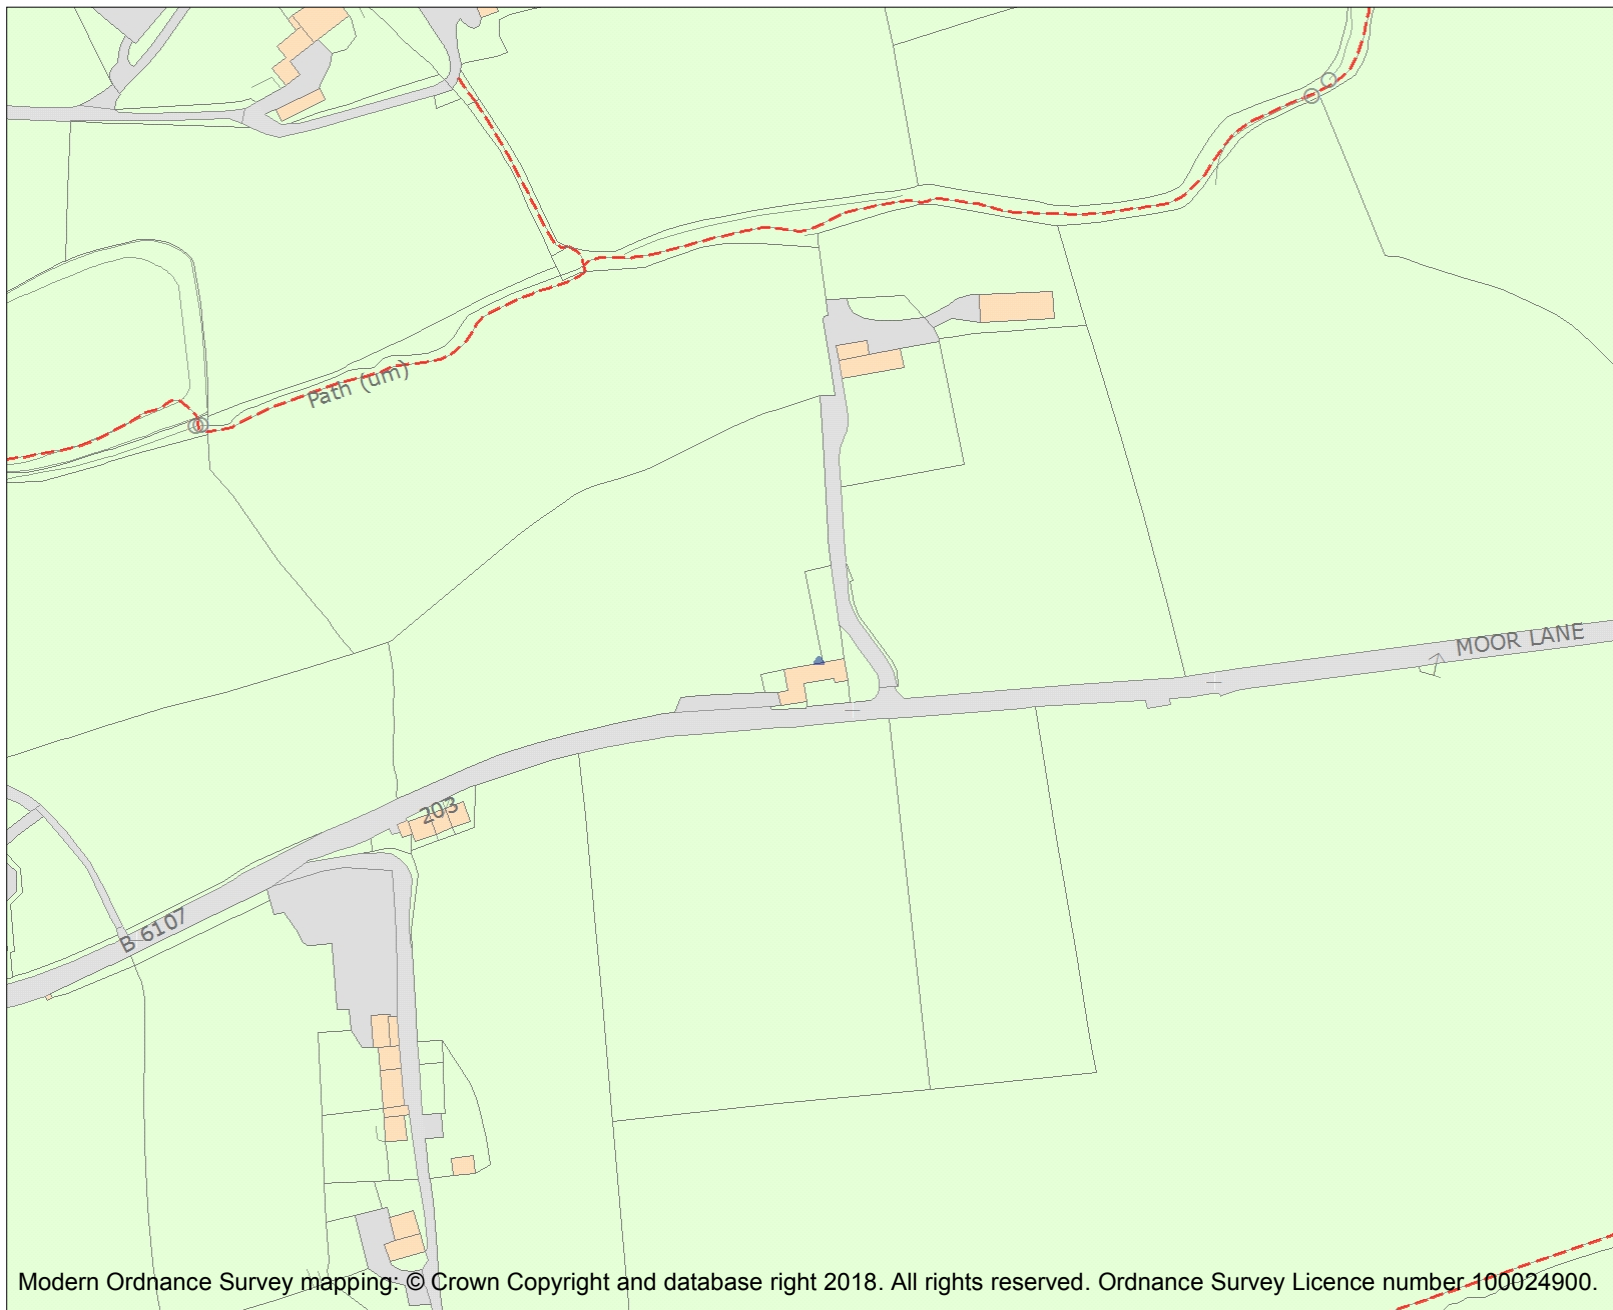 Path (um)
MOOR LANE
203
B 6107
Modern Ordnance Survey mapping: © Crown Copyright and database right 2018. All rights reserved. Ordnance Survey Licence number 100024900.